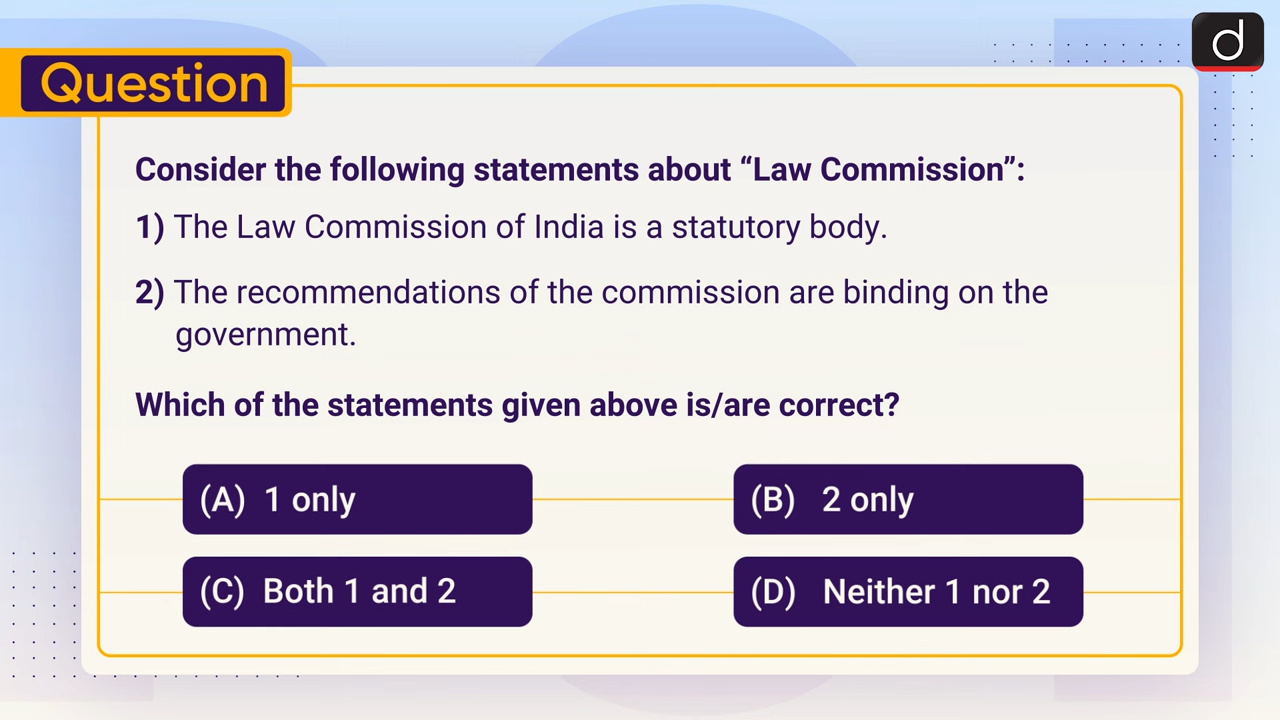 Question
d
Consider the following statements about “Law Commission”:
1) The Law Commission of India is a statutory body.
2) The recommendations of the commission are binding on the
government.
Which of the statements given above is/are correct?
(A) 1 only
(B) 2 only
(C) Both 1 and 2
(D) Neither 1 nor 2